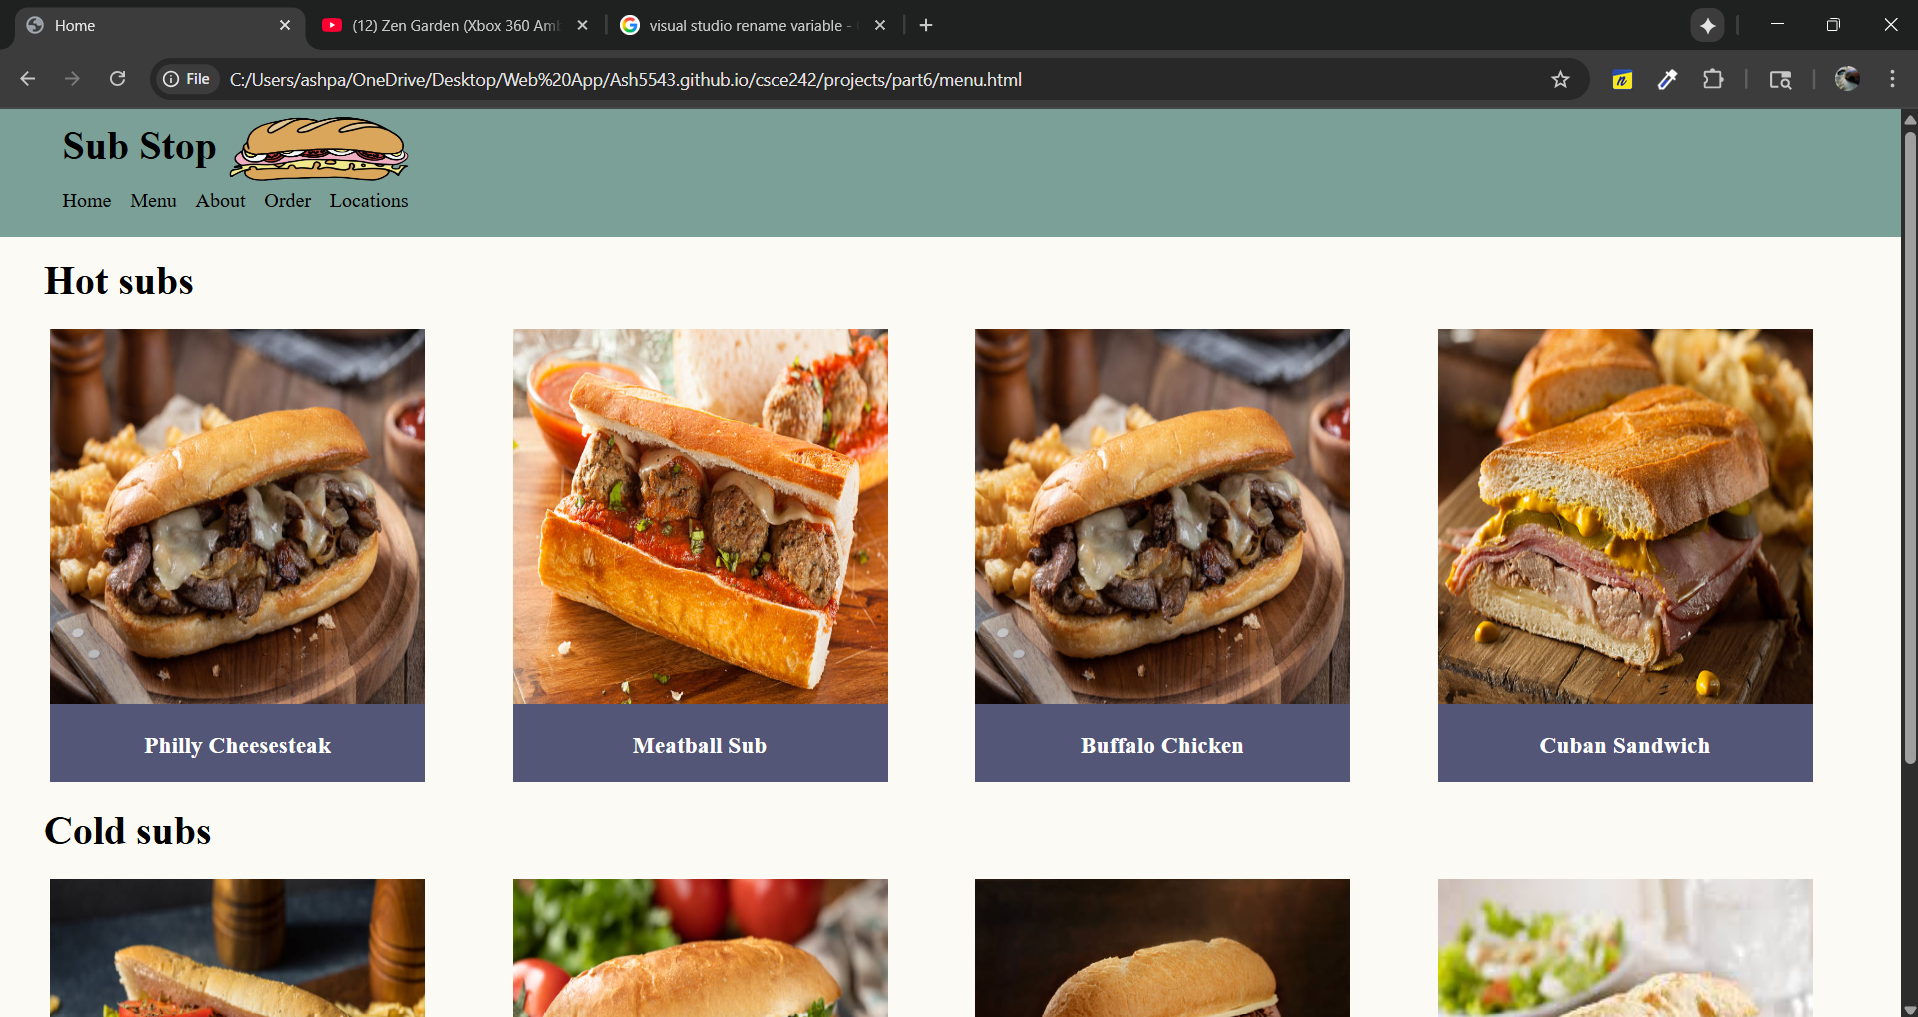 Home
(12) Zen Garden (Xbox 360 Amb
visual studio rename variable -
File
C:/Users/ashpa/OneDrive/Desktop/Web%20App/Ash5543.github.io/csce242/projects/part6/menu.html
Sub Stop
Home Menu About Order Locations
Hot subs
Philly Cheesesteak
Meatball Sub
Buffalo Chicken
Cuban Sandwich
Cold subs